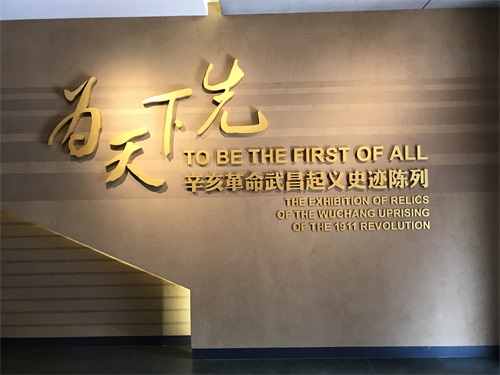 为天下先
TO BE THE FIRST OF ALL
辛亥革命武昌起义史迹陈列
THE EXHIBITION OF RELICS
OF THE WUCHANG UPRISING
OF THE 1911 REVOLUTION